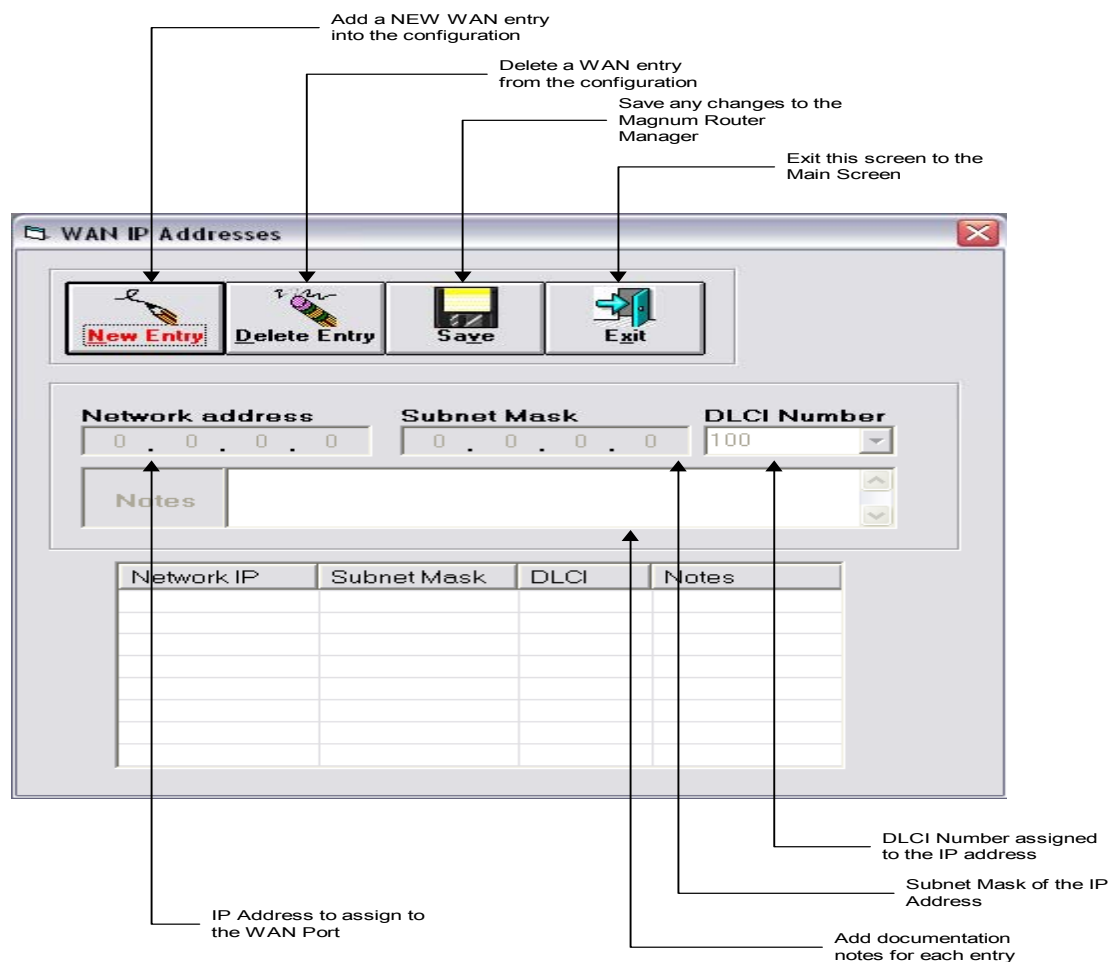 Add a NEW WAN entry
into the configuration
Delete a WAN entry
from the configuration
Save any changes to the
Magnum Router
Manager
Exit this screen to the
Main Screen
WAN IP Addresses
New Entry
Delete Entry
Save
Exit
Network address
Subnet Mask
DLCI Number
0 . 0 . 0 . 0
0 . 0 . 0 . 0
100
Notes
Network IP
Subnet Mask
DLCI
Notes
DLCI Number assigned
to the IP address
Subnet Mask of the IP
Address
IP Address to assign to
the WAN Port
Add documentation
notes for each entry